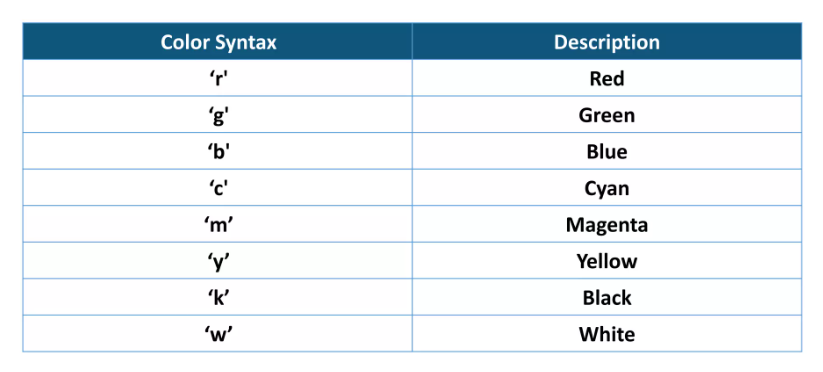 Color Syntax Description
‘r' Red
‘g' Green
‘b' Blue
‘c' Cyan
‘m’ Magenta
‘y’ Yellow
‘k’ Black
‘w’ White